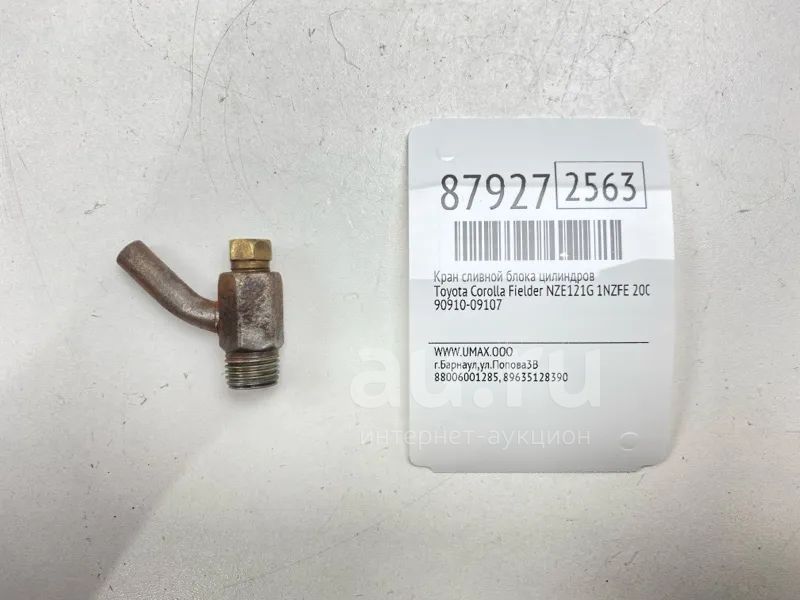 87927 2563
Кран сливной блока цилиндров
Toyota Corolla Fielder NZE121G 1NZFE 200
90910-09107
WWW.UMAX.OOO
г.Барнаул,ул.Попова3В
88006001285, 89635128390
au.ru
интернет-аукцион